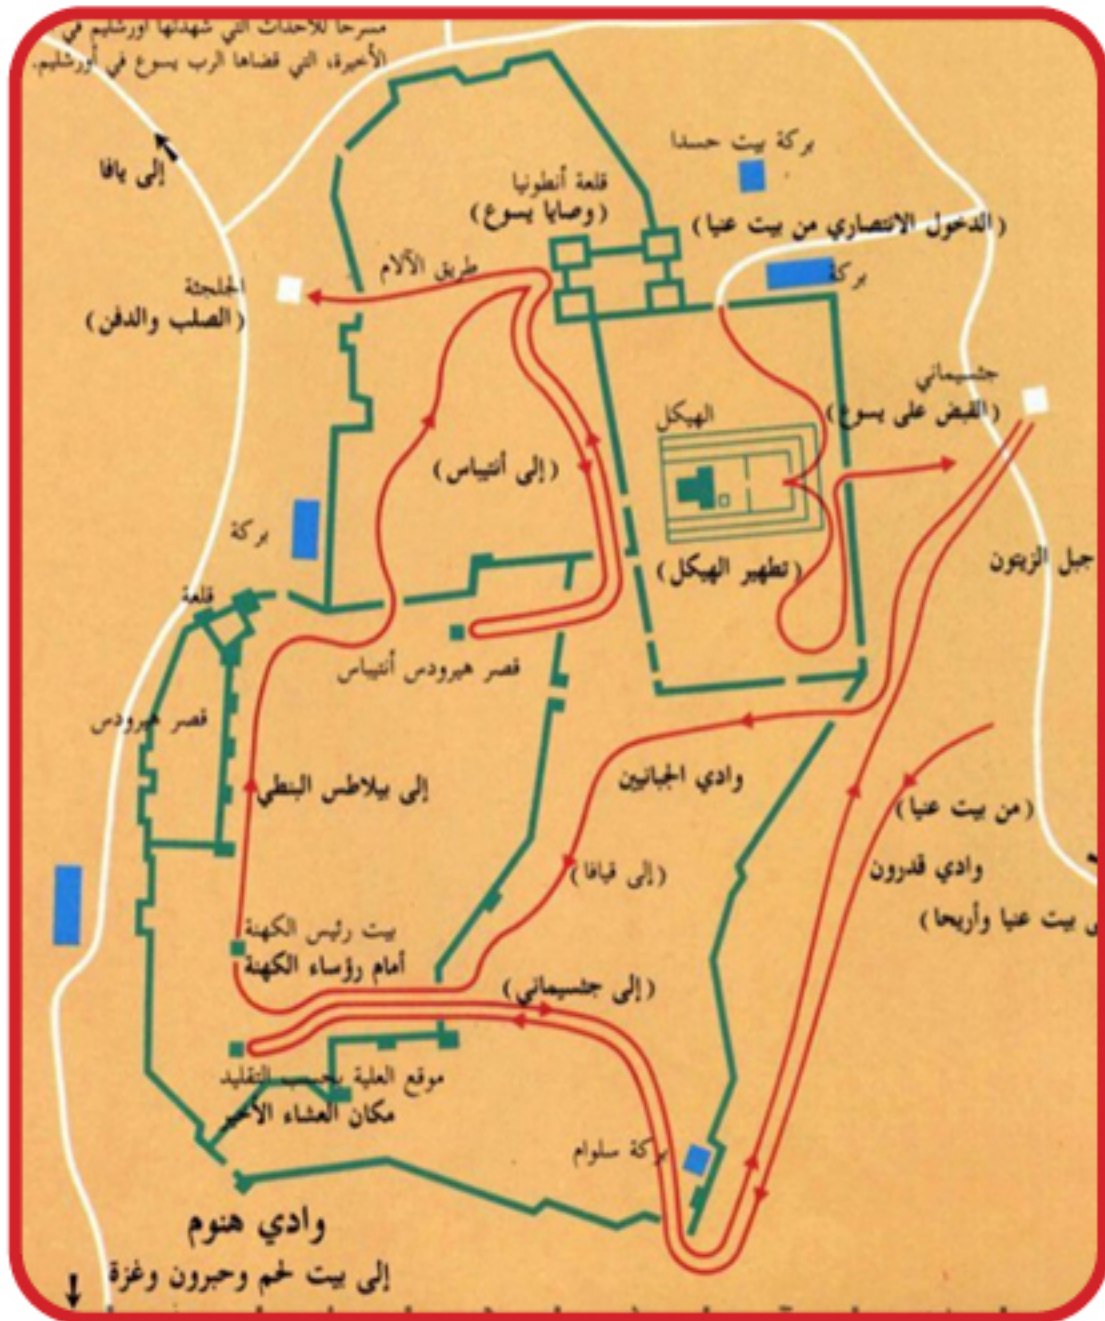 مسرحا للأحداث التي شهدتها أورشليم في
الأخيرة، التي قضاها الرب يسوع في أورشليم.
إلى يافا
بركة بيت حسدا
قلعة أنطونيا
(وصايا يسوع)
(الدخول الانتصاري من بيت عنيا)
بركة
طريق الآلام
الجلجثة
(الصلب والدفن)
جثسيماني
(القبض على يسوع)
الهيكل
(إلى أنتيباس)
بركة
(تطهير الهيكل)
جبل الزيتون
قلعة
قصر هيرودس أنتيباس
قصر هيرودس
إلى بيلاطس البنطي
وادي الجبانيين
(من بيت عنيا)
(إلى قيافا)
وادي قدرون
بيت عنيا وأريحا)
بيت رئيس الكهنة
أمام رؤساء الكهنة
(إلى جثسيماني)
موقع العلية بحسب التقليد
مكان العشاء الأخير
بركة سلوام
وادي هنوم
إلى بيت لحم وحبرون وغزة